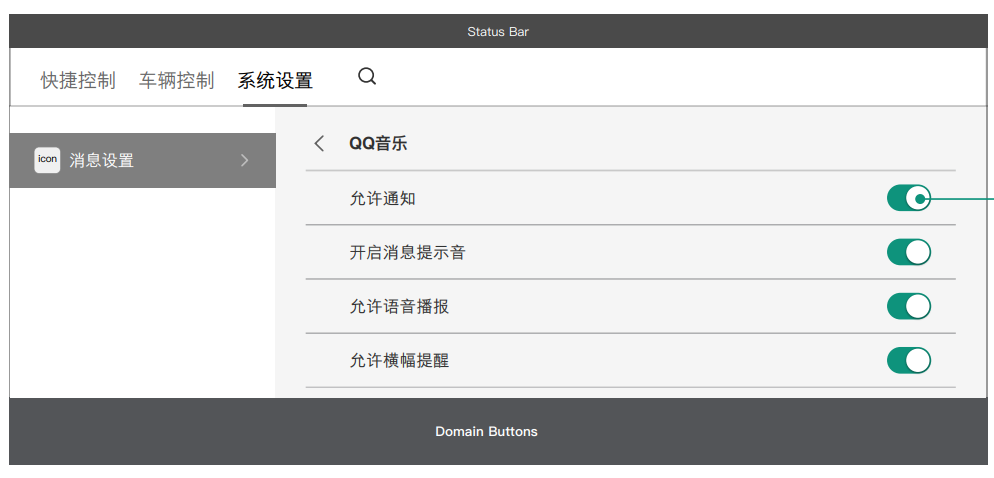 Status Bar
快捷控制 车辆控制 系统设置
icon 消息设置
QQ音乐
允许通知
开启消息提示音
允许语音播报
允许横幅提醒
Domain Buttons